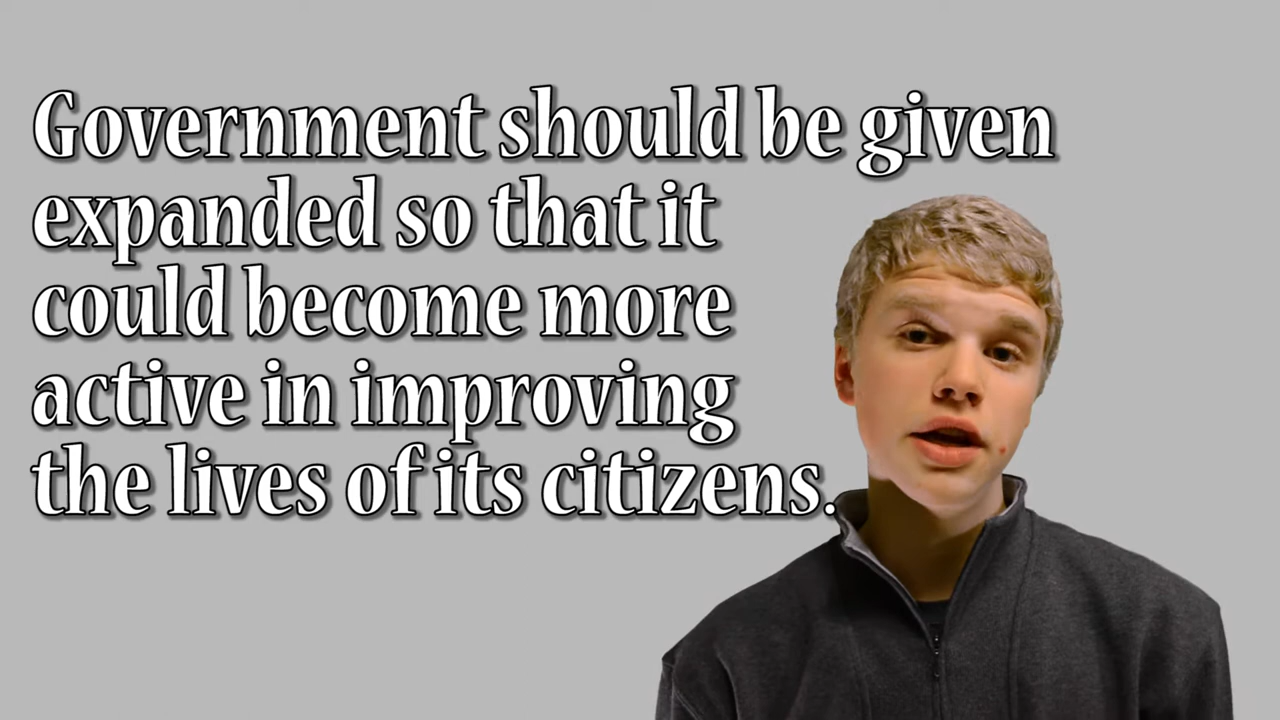 Government should be given
expanded so that it
could become more
active in improving
the lives of its citizens.